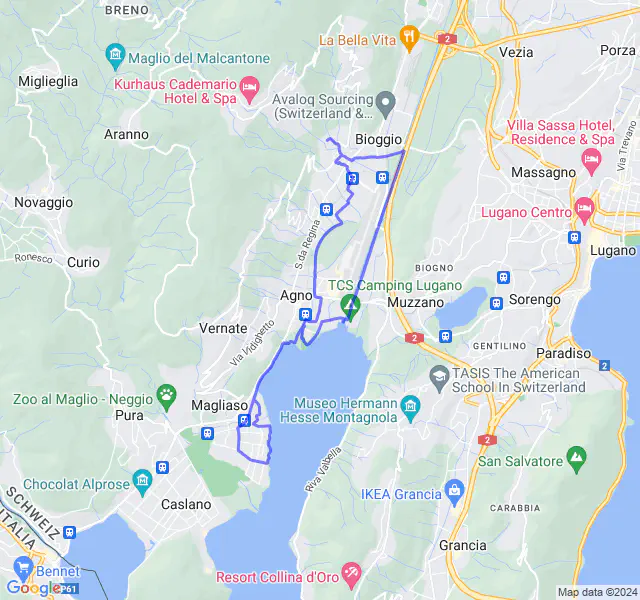 BRENO
La Bella Vita
2
Vezia
Porza
Maglio del Malcantone
Miglieglia
Kurhaus Cademario
Hotel & Spa
Avaloq Sourcing
(Switzerland &...
Aranno
Bioggio
Villa Sassa Hotel,
Residence & Spa
Via Trevano
Massagno
Novaggio
Lugano Centro
S.da Regina
Lugano
Ronesco
Curio
BIOGNO
TCS Camping Lugano
Agno
Muzzano
Sorengo
Vernate
Via Vidighetto
2
GENTILINO
Paradiso
TASIS The American
School In Switzerland
Zoo al Maglio - Neggio
Magliaso
Museo Hermann
Hesse Montagnola
Pura
2
Riva Valbella
San Salvatore
Chocolat Alprose
IKEA Grancia
SCHWEIZ
ITALIA
Caslano
CARABBIA
Grancia
Bennet
Resort Collina d'Oro
Google
P61
Map data ©2024